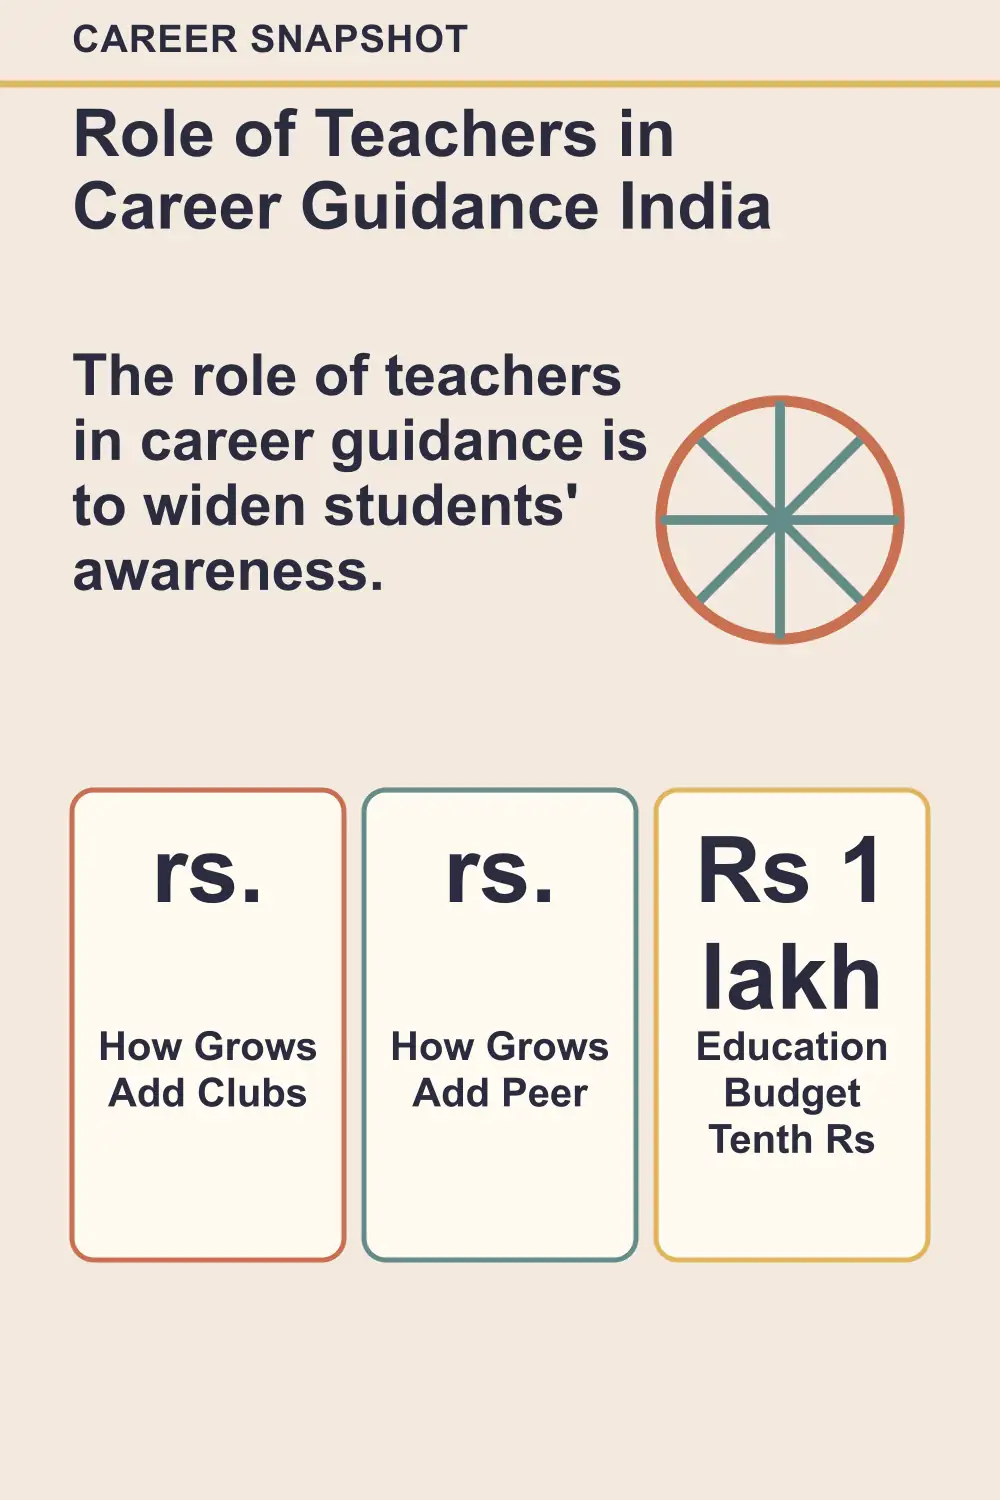 CAREER SNAPSHOT
Role of Teachers in
Career Guidance India
The role of teachers
in career guidance is
to widen students'
awareness.
rs.
How Grows
Add Clubs
rs.
How Grows
Add Peer
Rs 1
lakh
Education
Budget
Tenth Rs